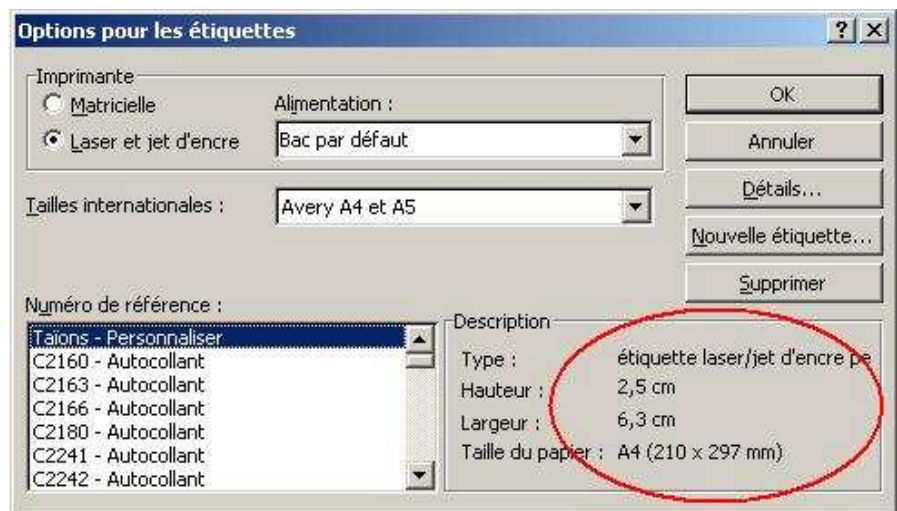 Options pour les étiquettes
Imprimante
Matricielle
Laser et jet d'encre
Alimentation :
Bac par défaut
OK
Annuler
Tailles internationales :
Avery A4 et A5
Détails...
Nouvelle étiquette...
Supprimer
Numéro de référence :
Taïons - Personnaliser
C2160 - Autocollant
C2163 - Autocollant
C2166 - Autocollant
C2180 - Autocollant
C2241 - Autocollant
C2242 - Autocollant
Description
Type : étiquette laser/jet d'encre pe
Hauteur : 2,5 cm
Largeur : 6,3 cm
Taille du papier : A4 (210 x 297 mm)